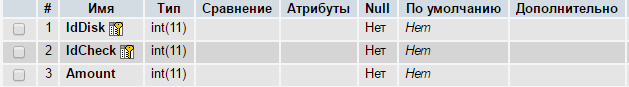 # Имя Тип Сравнение Атрибуты Null По умолчанию Дополнительно
1 IdDisk int(11) Нет Нет
2 IdCheck int(11) Нет Нет
3 Amount int(11) Нет Нет